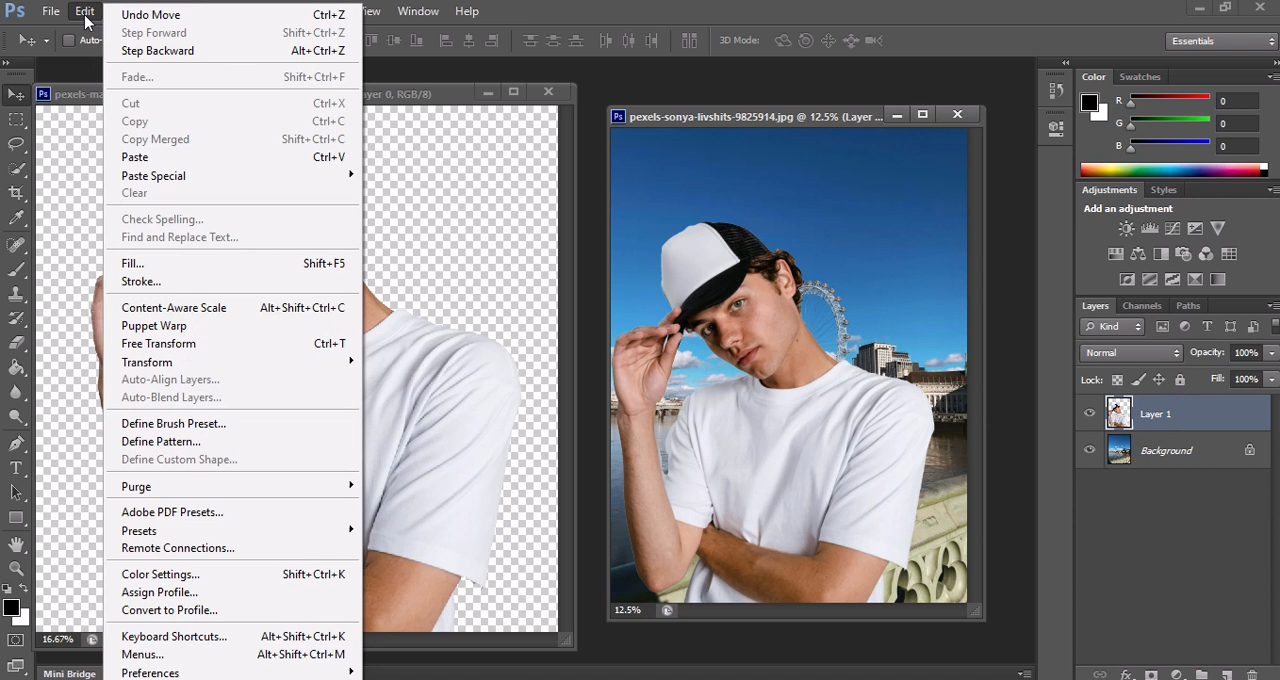 Ps File Edit View Window Help
Auto-
3D Mode:
Essentials
Undo Move Ctrl+Z
Step Forward Shift+Ctrl+Z
Step Backward Alt+Ctrl+Z
Fade... Shift+Ctrl+F
Cut Ctrl+X
Copy Ctrl+C
Copy Merged Shift+Ctrl+C
Paste Ctrl+V
Paste Special
Clear
Check Spelling...
Find and Replace Text...
Fill... Shift+F5
Stroke...
Content-Aware Scale Alt+Shift+Ctrl+C
Puppet Warp
Free Transform Ctrl+T
Transform
Auto-Align Layers...
Auto-Blend Layers...
Define Brush Preset...
Define Pattern...
Define Custom Shape...
Purge
Adobe PDF Presets...
Presets
Remote Connections...
Color Settings... Shift+Ctrl+K
Assign Profile...
Convert to Profile...
Keyboard Shortcuts... Alt+Shift+Ctrl+K
Menus... Alt+Shift+Ctrl+M
Preferences
Ps pexels-ma ayer 0, RGB/8)
16.67%
Mini Bridge
Ps pexels-sonya-livshits-9825914.jpg @ 12.5% (Layer ...
12.5%
Color Swatches
R 0
G 0
B 0
Adjustments Styles
Add an adjustment
Layers Channels Paths
Kind
Normal Opacity: 100%
Lock: Fill: 100%
Layer 1
Background
fx